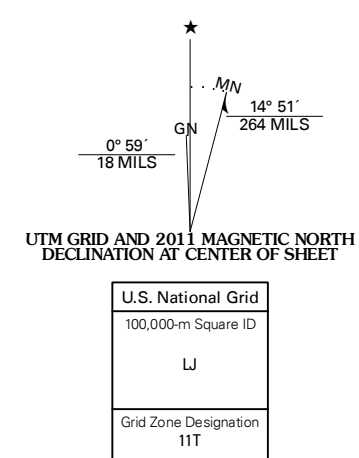 ★
MN
14° 51´
264 MILS
GN
0° 59´
18 MILS
UTM GRID AND 2011 MAGNETIC NORTH
DECLINATION AT CENTER OF SHEET
U.S. National Grid
100,000-m Square ID
LJ
Grid Zone Designation
11T